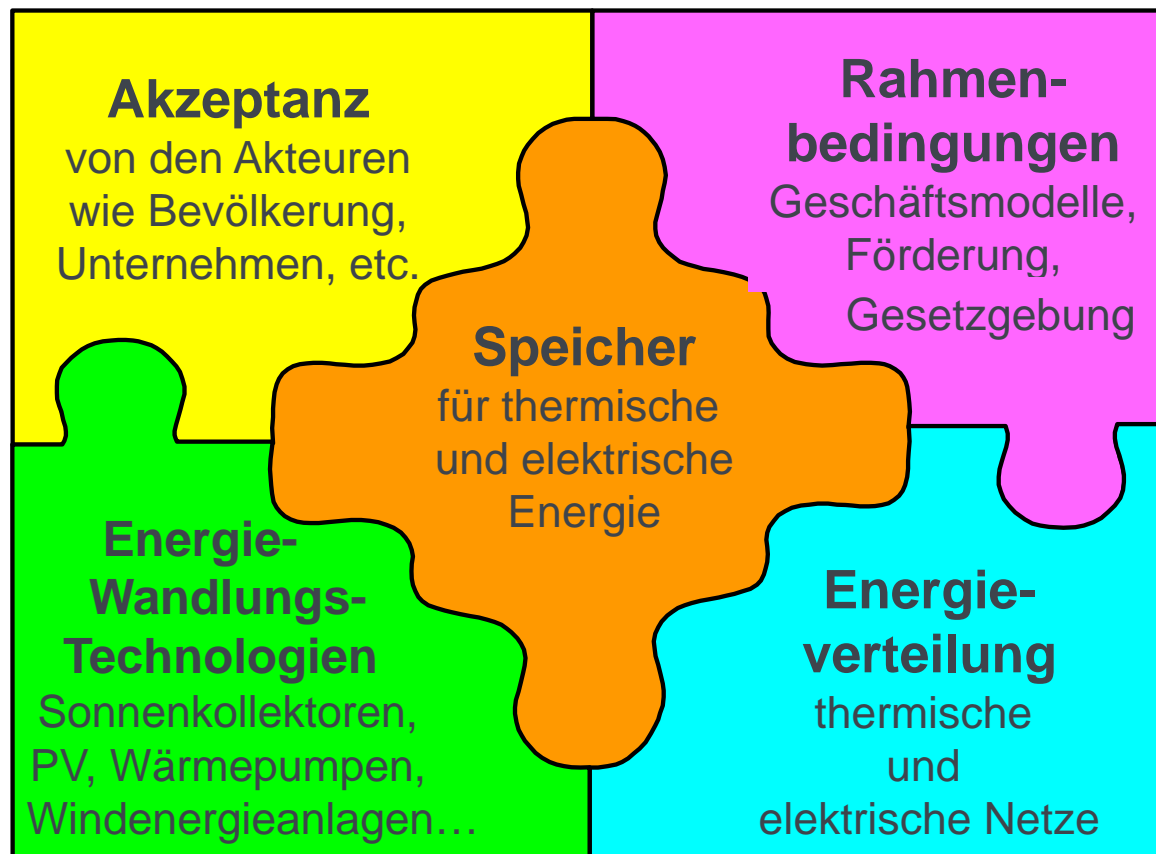 Akzeptanz
von den Akteuren
wie Bevölkerung,
Unternehmen, etc.
Rahmen-
bedingungen
Geschäftsmodelle,
Förderung,
Gesetzgebung
Speicher
für thermische
und elektrische
Energie
Energie-
Wandlungs-
Technologien
Sonnenkollektoren,
PV, Wärmepumpen,
Windenergieanlagen…
Energie-
verteilung
thermische
und
elektrische Netze